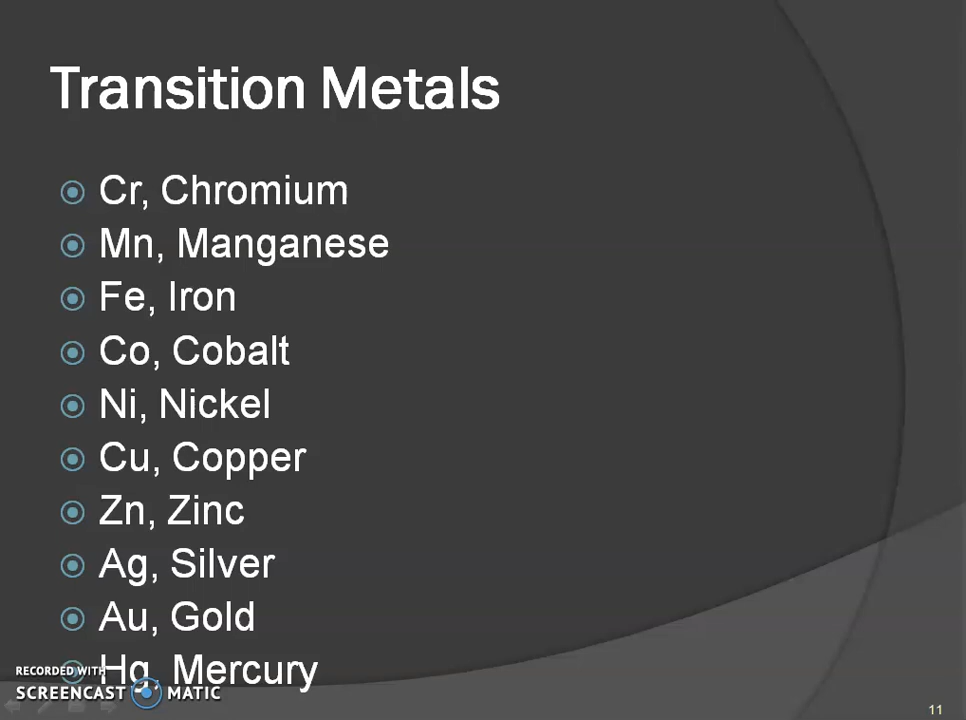 Transition Metals
Cr, Chromium
Mn, Manganese
Fe, Iron
Co, Cobalt
Ni, Nickel
Cu, Copper
Zn, Zinc
Ag, Silver
Au, Gold
Hg, Mercury
RECORDED WITH
SCREENCAST MATIC
11